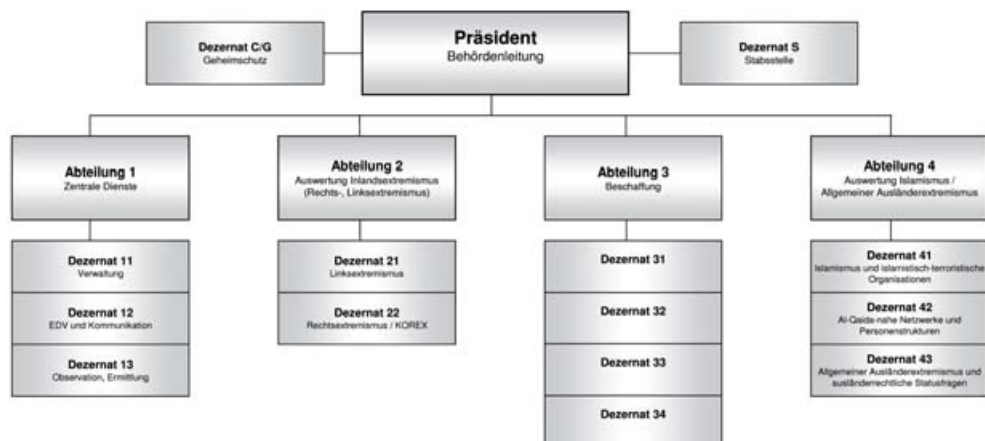 Dezernat C/G
Geheimschutz
Präsident
Behördenleitung
Dezernat S
Stabsstelle
Abteilung 1
Zentrale Dienste
Abteilung 2
Auswertung Inlandsextremismus
(Rechts-, Linksextremismus)
Abteilung 3
Beschaffung
Abteilung 4
Auswertung Islamismus /
Allgemeiner Ausländerextremismus
Dezernat 11
Verwaltung
Dezernat 12
EDV und Kommunikation
Dezernat 13
Observation, Ermittlung
Dezernat 21
Linksextremismus
Dezernat 22
Rechtsextremismus / KOREX
Dezernat 31
Dezernat 32
Dezernat 33
Dezernat 34
Dezernat 41
Islamismus und islamistisch-terroristische
Organisationen
Dezernat 42
Al-Qaida-nahe Netzwerke und
Personenstrukturen
Dezernat 43
Allgemeiner Ausländerextremismus und
ausländerrechtliche Statusfragen